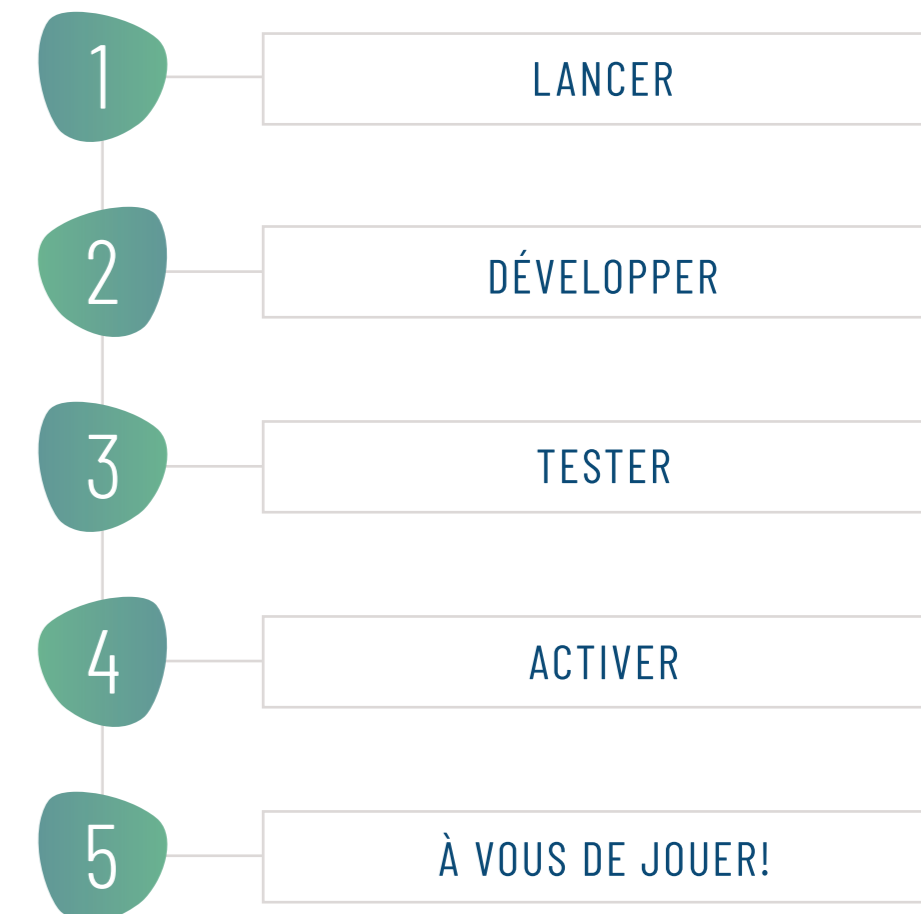 1
LANCER
2
DÉVELOPPER
3
TESTER
4
ACTIVER
5
À VOUS DE JOUER!